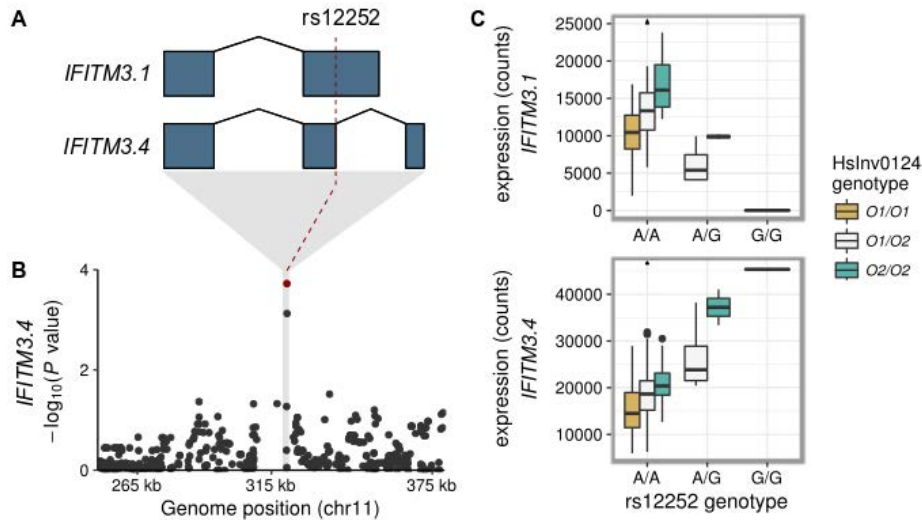 A
rs12252
IFITM3.1
IFITM3.4
B
IFITM3.4
−log10(P value)
4
2
0
265 kb
315 kb
375 kb
Genome position (chr11)
C
expression (counts)
IFITM3.1
25000
20000
15000
10000
5000
0
A/A
A/G
G/G
expression (counts)
IFITM3.4
40000
30000
20000
10000
A/A
A/G
G/G
rs12252 genotype
HsInv0124
genotype
O1/O1
O1/O2
O2/O2